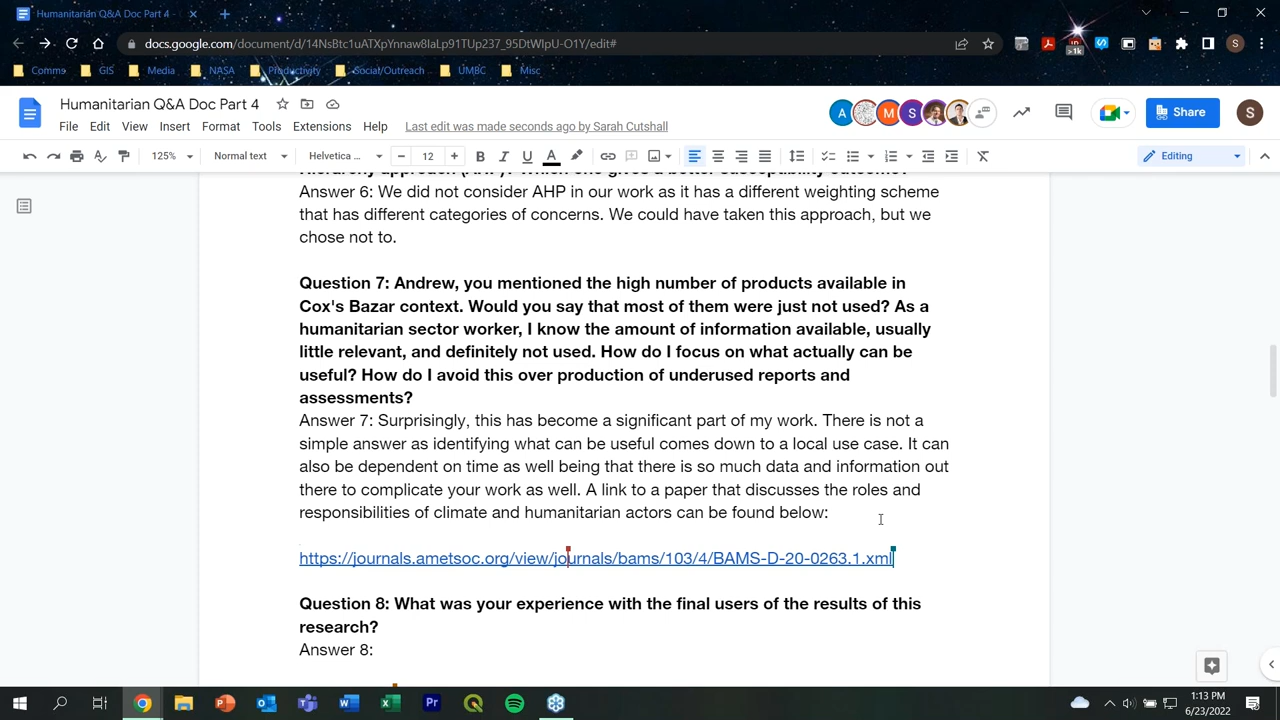 Humanitarian Q&A Doc Part 4
docs.google.com/document/d/14NsBtc1uATXpYnnaw8IaLp91TUp237_95DtWIpU-O1Y/edit#
>1k
S
Comms
GIS
Media
NASA
Productivity
Social/Outreach
UMBC
Misc
Humanitarian Q&A Doc Part 4
A
M
S
Share
S
File Edit View Insert Format Tools Extensions Help Last edit was made seconds ago by Sarah Cutshall
125% Normal text Helvetica ... 12 B I U A Editing
Hierarchy approach (AHP)? Which one gives a better susceptibility outcome?
Answer 6: We did not consider AHP in our work as it has a different weighting scheme
that has different categories of concerns. We could have taken this approach, but we
chose not to.
Question 7: Andrew, you mentioned the high number of products available in
Cox's Bazar context. Would you say that most of them were just not used? As a
humanitarian sector worker, I know the amount of information available, usually
little relevant, and definitely not used. How do I focus on what actually can be
useful? How do I avoid this over production of underused reports and
assessments?
Answer 7: Surprisingly, this has become a significant part of my work. There is not a
simple answer as identifying what can be useful comes down to a local use case. It can
also be dependent on time as well being that there is so much data and information out
there to complicate your work as well. A link to a paper that discusses the roles and
responsibilities of climate and humanitarian actors can be found below:
https://journals.ametsoc.org/view/journals/bams/103/4/BAMS-D-20-0263.1.xml
Question 8: What was your experience with the final users of the results of this
research?
Answer 8:
1:13 PM
6/23/2022